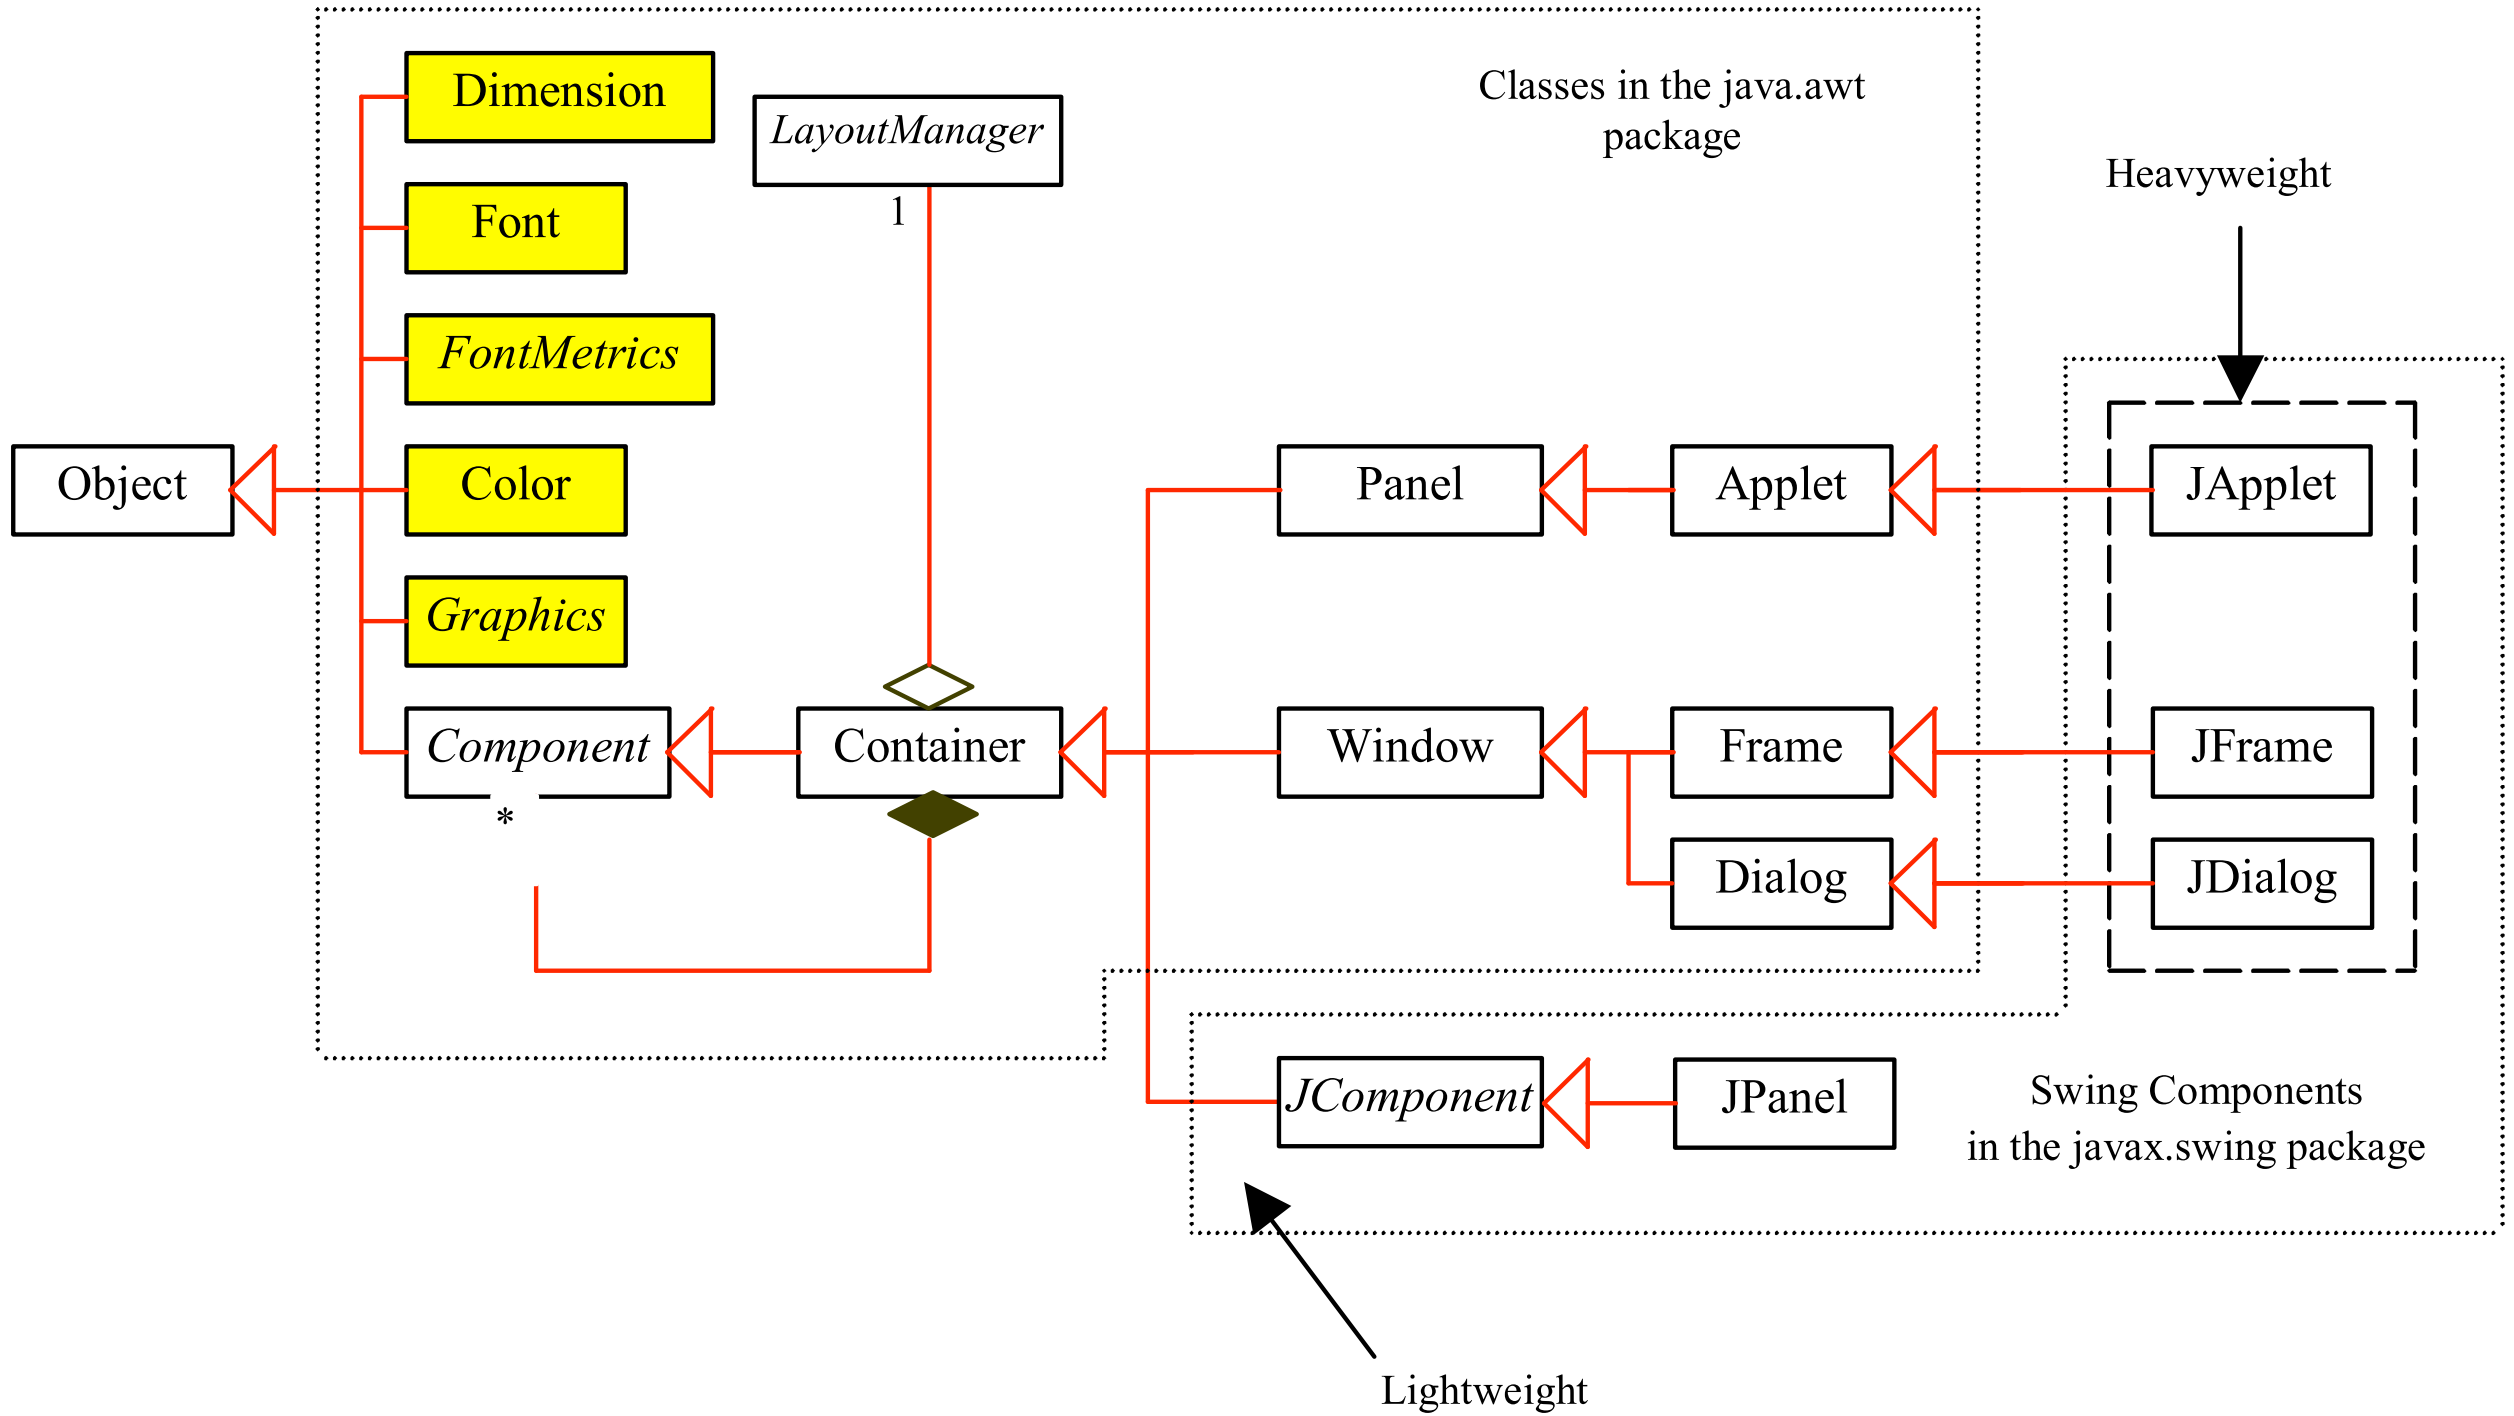 Dimension
LayoutManager
1
Classes in the java.awt
package
Heavyweight
Font
FontMetrics
Object
Color
Panel
Applet
JApplet
Graphics
Component
*
Container
Window
Frame
JFrame
Dialog
JDialog
JComponent
JPanel
Swing Components
in the javax.swing package
Lightweight